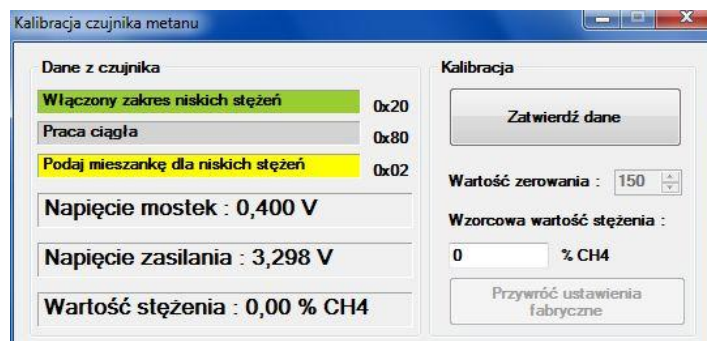 Kalibracja czujnika metanu
Dane z czujnika
Włączony zakres niskich stężeń 0x20
Praca ciągła 0x80
Podaj mieszankę dla niskich stężeń 0x02
Napięcie mostek : 0,400 V
Napięcie zasilania : 3,298 V
Wartość stężenia : 0,00 % CH4
Kalibracja
Zatwierdź dane
Wartość zerowania : 150
Wzorcowa wartość stężenia :
0 % CH4
Przywróć ustawienia
fabryczne